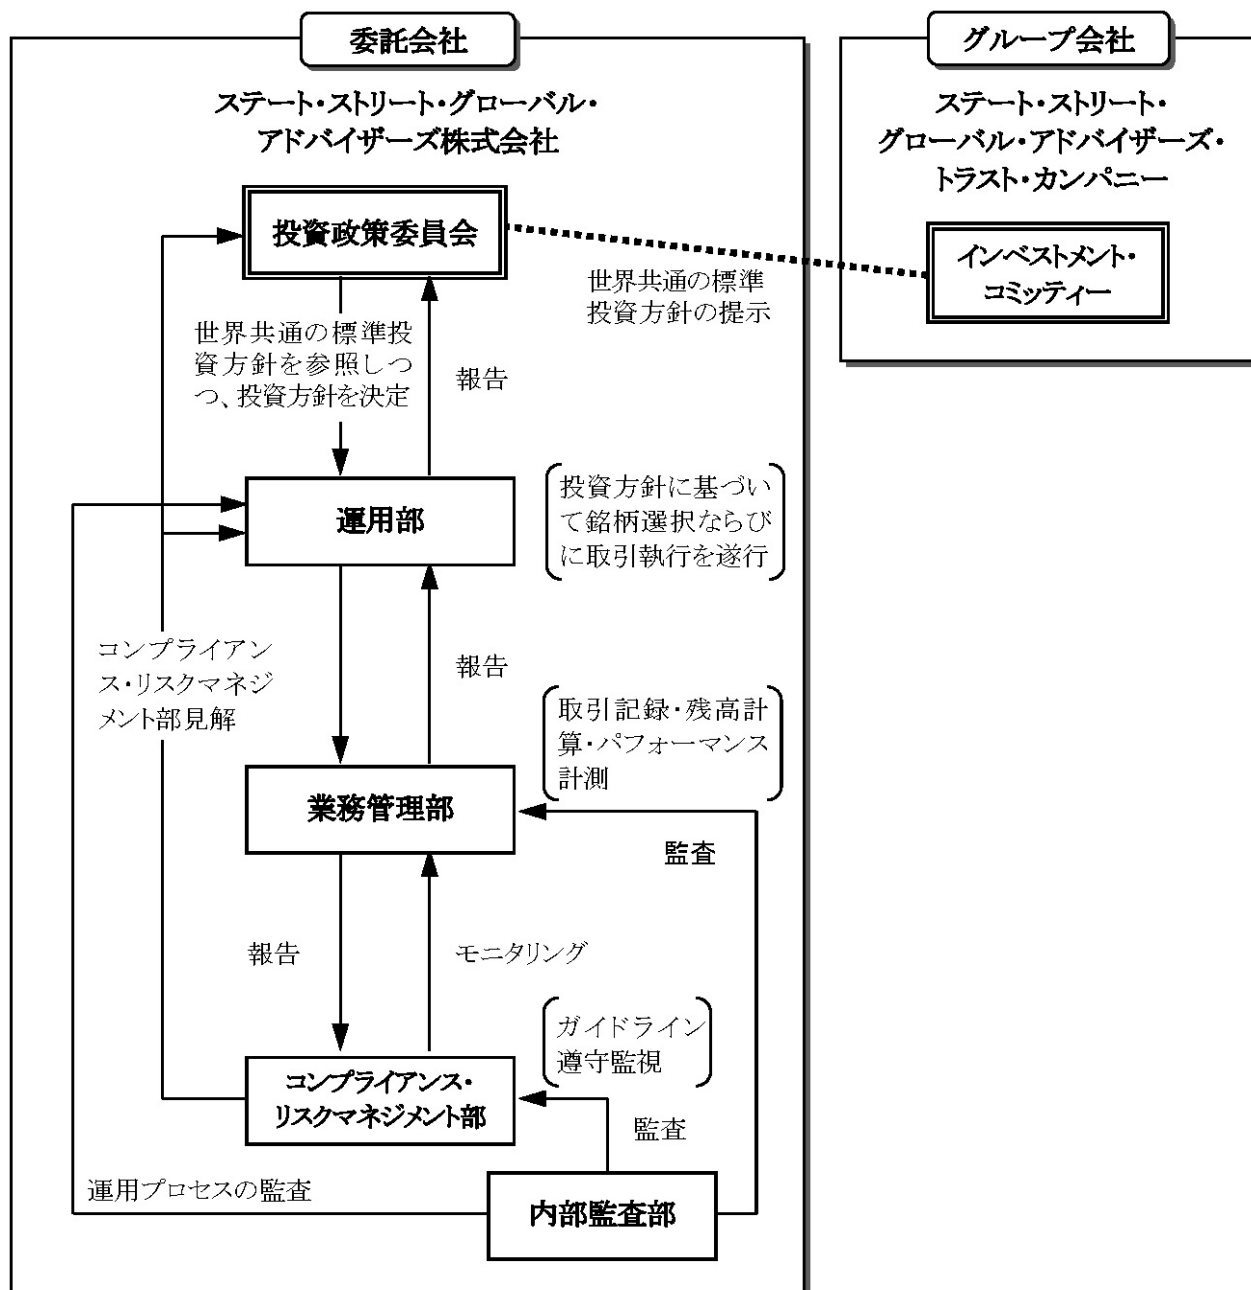 委託会社
ステート・ストリート・グローバル・
アドバイザーズ株式会社
グループ会社
ステート・ストリート・
グローバル・アドバイザーズ・
トラスト・カンパニー
投資政策委員会
インベストメント・
コミッティー
世界共通の標準
投資方針の提示
世界共通の標準投
資方針を参照しつ
つ、投資方針を決定
報告
運用部
投資方針に基づい
て銘柄選択ならび
に取引執行を遂行
コンプライアン
ス・リスクマネジ
メント部見解
報告
取引記録・残高計
算・パフォーマンス
計測
業務管理部
監査
報告
モニタリング
ガイドライン
遵守監視
コンプライアンス・
リスクマネジメント部
監査
運用プロセスの監査
内部監査部